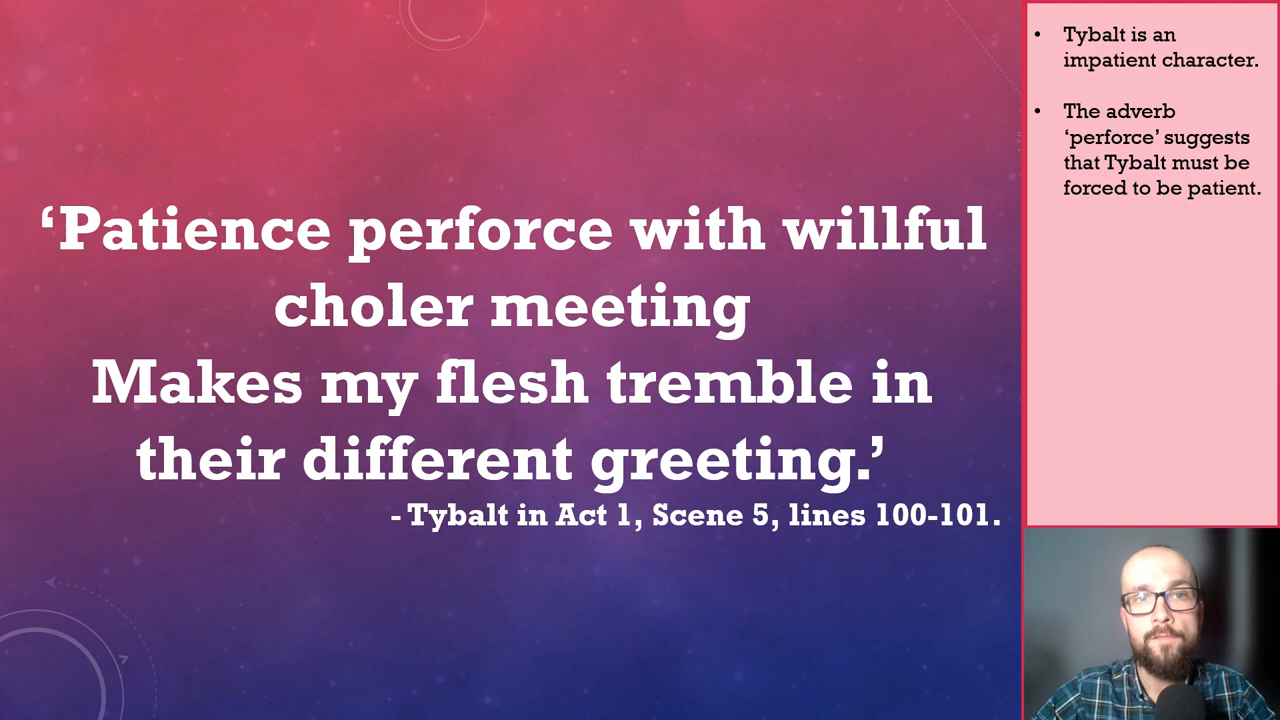 ‘Patience perforce with willful
choler meeting
Makes my flesh tremble in
their different greeting.’
- Tybalt in Act 1, Scene 5, lines 100-101.
• Tybalt is an
impatient character.
• The adverb
‘perforce’ suggests
that Tybalt must be
forced to be patient.